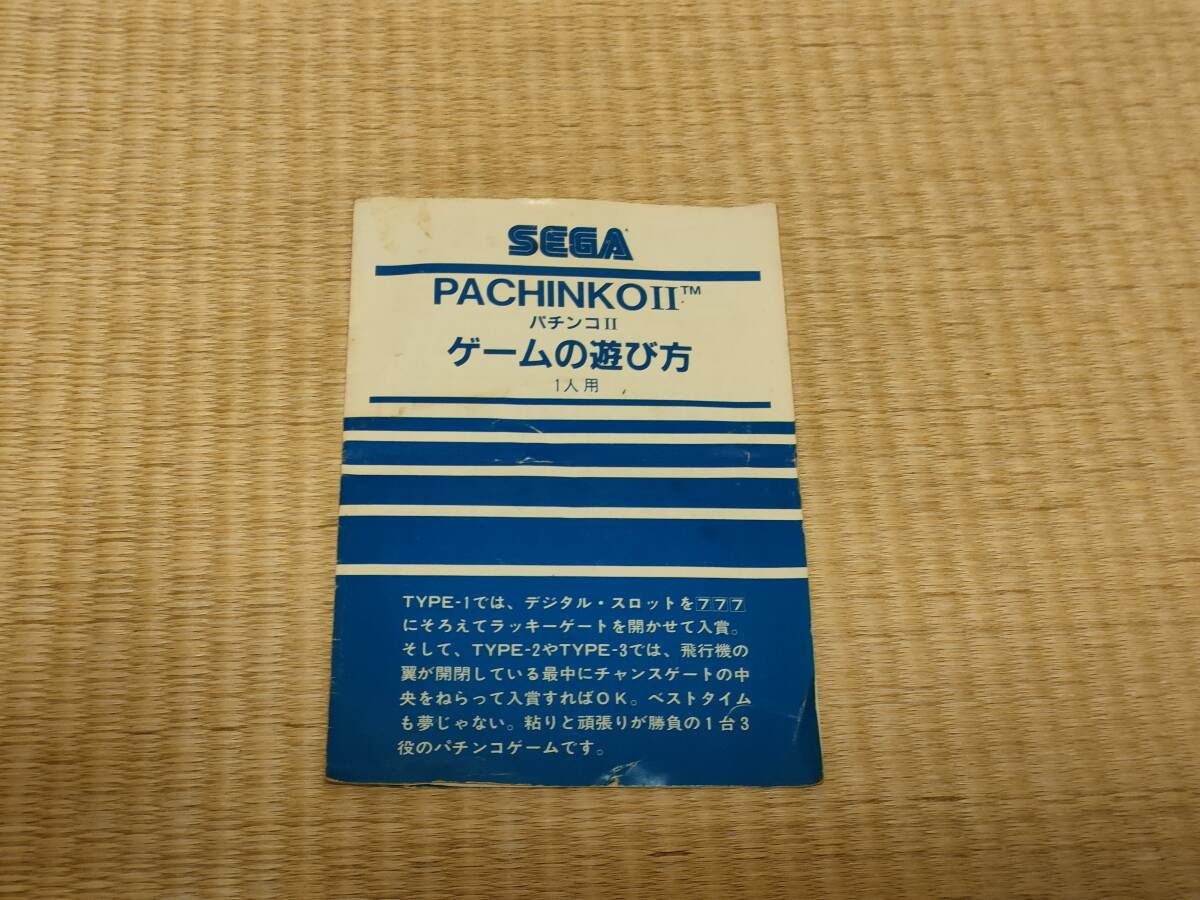 SEGA
PACHINKOII™
パチンコII
ゲームの遊び方
1人用
TYPE-1では、デジタル・スロットを777
にそろえてラッキーゲートを開かせて入賞。
そして、TYPE-2やTYPE-3では、飛行機の
翼が開閉している最中にチャンスゲートの中
央をねらって入賞すればOK。ベストタイム
も夢じゃない。粘りと頑張りが勝負の1台3
役のパチンコゲームです。